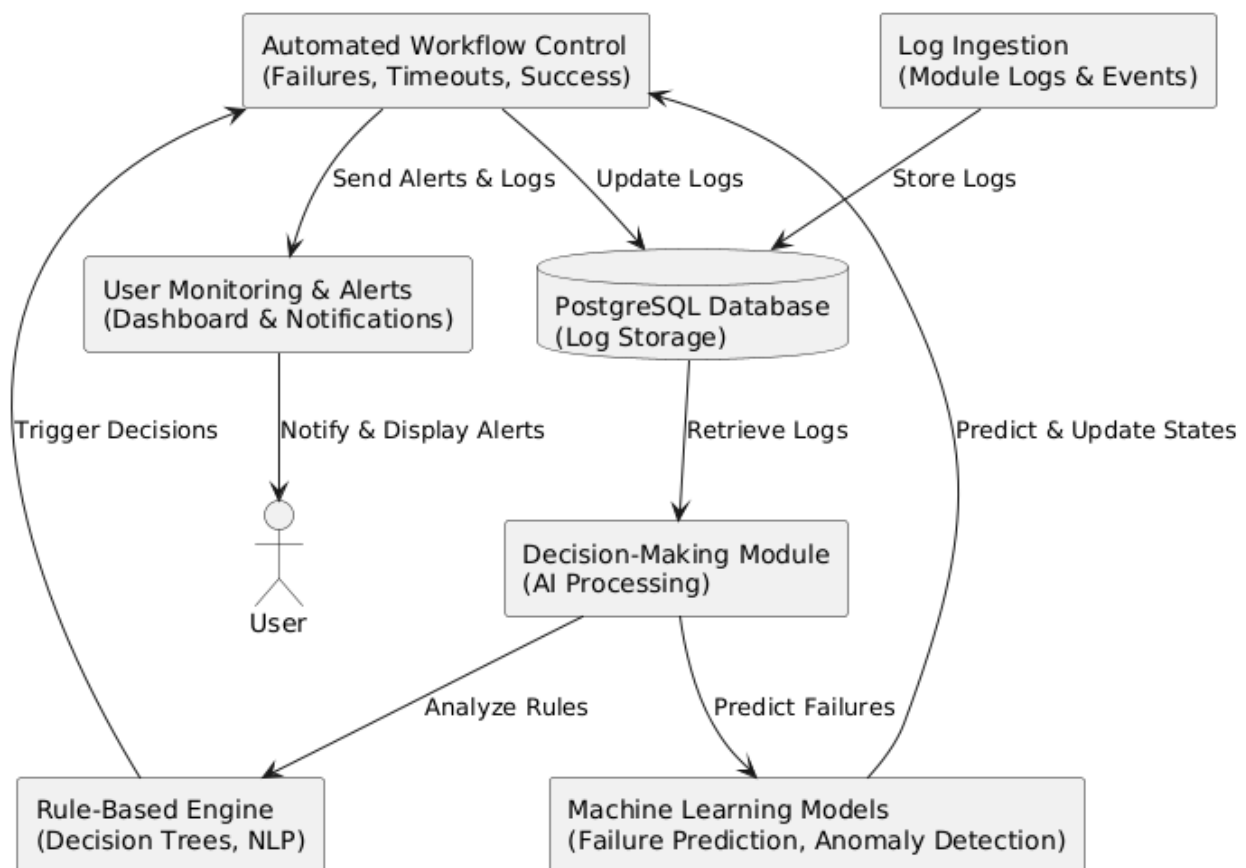 Automated Workflow Control
(Failures, Timeouts, Success)
Log Ingestion
(Module Logs & Events)
Send Alerts & Logs
Update Logs
Store Logs
User Monitoring & Alerts
(Dashboard & Notifications)
PostgreSQL Database
(Log Storage)
Trigger Decisions
Notify & Display Alerts
Retrieve Logs
Predict & Update States
Decision-Making Module
(AI Processing)
User
Analyze Rules
Predict Failures
Rule-Based Engine
(Decision Trees, NLP)
Machine Learning Models
(Failure Prediction, Anomaly Detection)